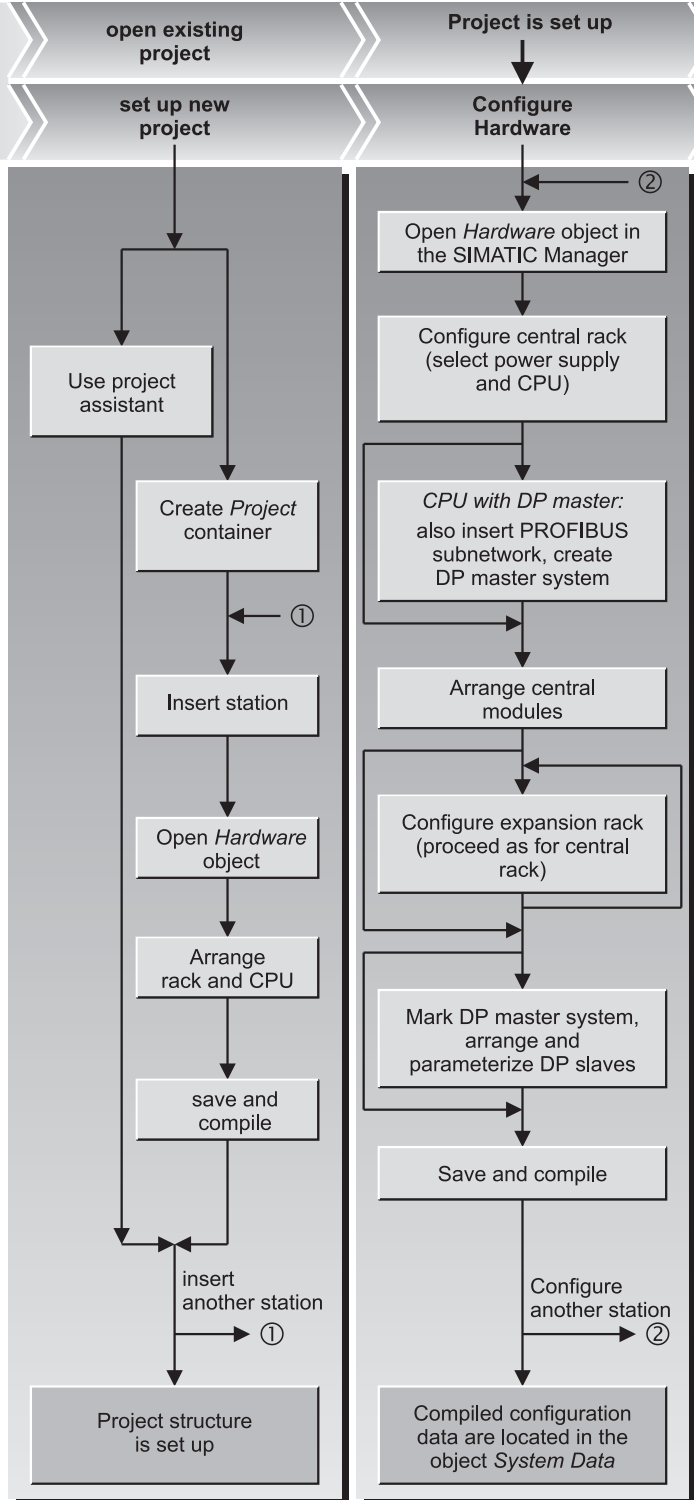 open existing
project
set up new
project
Use project
assistant
Create Project
container
①
Insert station
Open Hardware
object
Arrange
rack and CPU
save and
compile
insert
another station
①
Project structure
is set up
Project is set up
Configure
Hardware
②
Open Hardware object in
the SIMATIC Manager
Configure central rack
(select power supply
and CPU)
CPU with DP master:
also insert PROFIBUS
subnetwork, create
DP master system
Arrange central
modules
Configure expansion rack
(proceed as for central
rack)
Mark DP master system,
arrange and
parameterize DP slaves
Save and compile
Configure
another station
②
Compiled configuration
data are located in the
object System Data